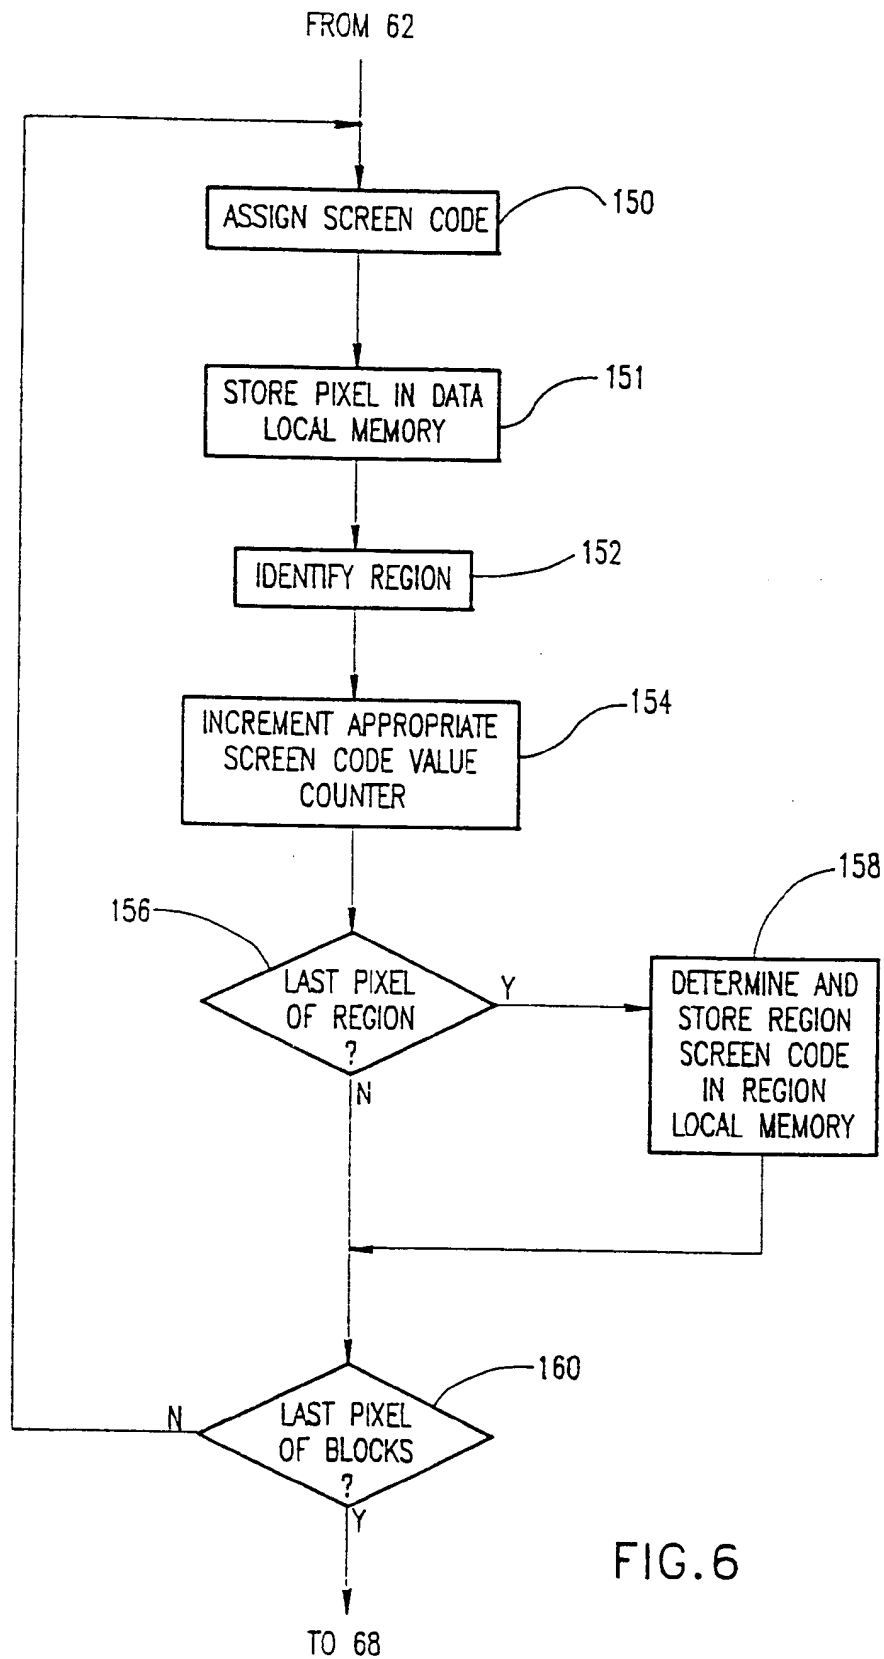 FROM 62
ASSIGN SCREEN CODE
150
STORE PIXEL IN DATA
LOCAL MEMORY
151
IDENTIFY REGION
152
INCREMENT APPROPRIATE
SCREEN CODE VALUE
COUNTER
154
156
LAST PIXEL
OF REGION
?
Y
N
158
DETERMINE AND
STORE REGION
SCREEN CODE
IN REGION
LOCAL MEMORY
160
LAST PIXEL
OF BLOCKS
?
N
Y
FIG.6
TO 68